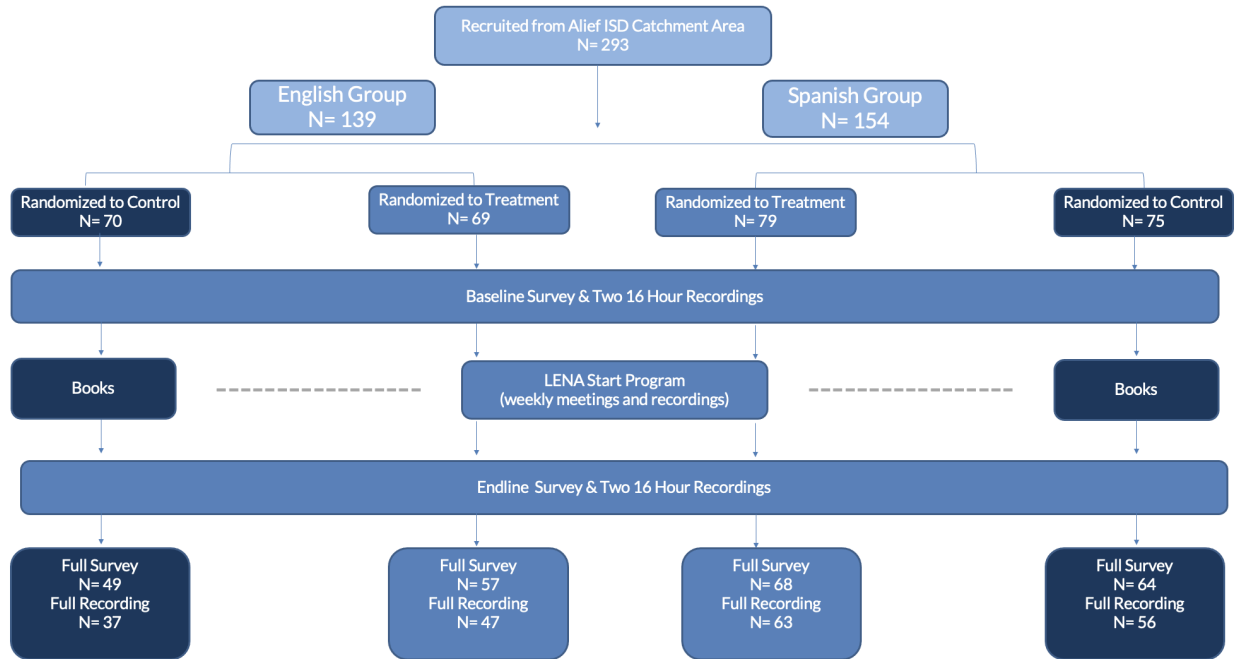 Recruited from Alief ISD Catchment Area
N= 293
English Group
N= 139
Spanish Group
N= 154
Randomized to Control
N= 70
Randomized to Treatment
N= 69
Randomized to Treatment
N= 79
Randomized to Control
N= 75
Baseline Survey & Two 16 Hour Recordings
Books
LENA Start Program
(weekly meetings and recordings)
Books
Endline Survey & Two 16 Hour Recordings
Full Survey
N= 49
Full Recording
N= 37
Full Survey
N= 57
Full Recording
N= 47
Full Survey
N= 68
Full Recording
N= 63
Full Survey
N= 64
Full Recording
N= 56